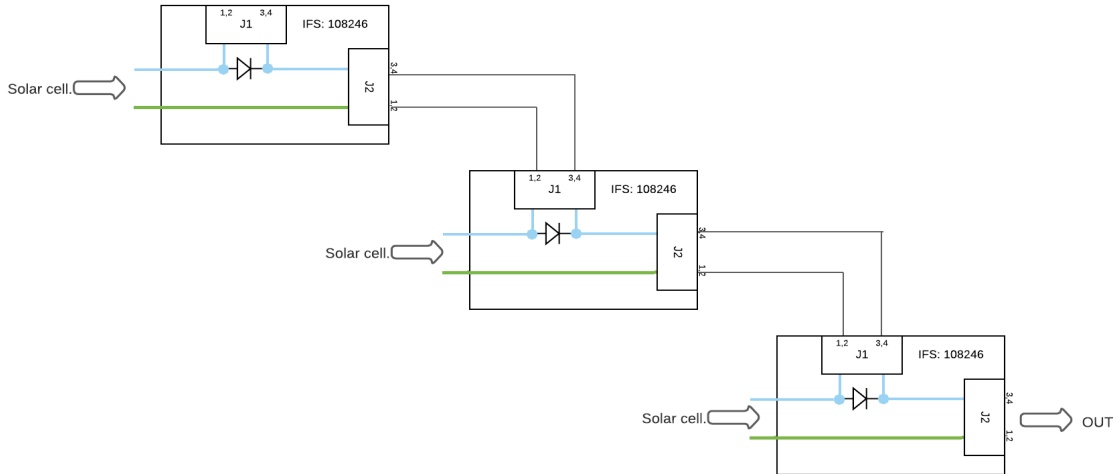 1,2 3,4
J1
IFS: 108246
3,4
J2
1,2
Solar cell.
1,2 3,4
J1
IFS: 108246
3,4
J2
1,2
Solar cell.
1,2 3,4
J1
IFS: 108246
3,4
J2
1,2
Solar cell.
OUT